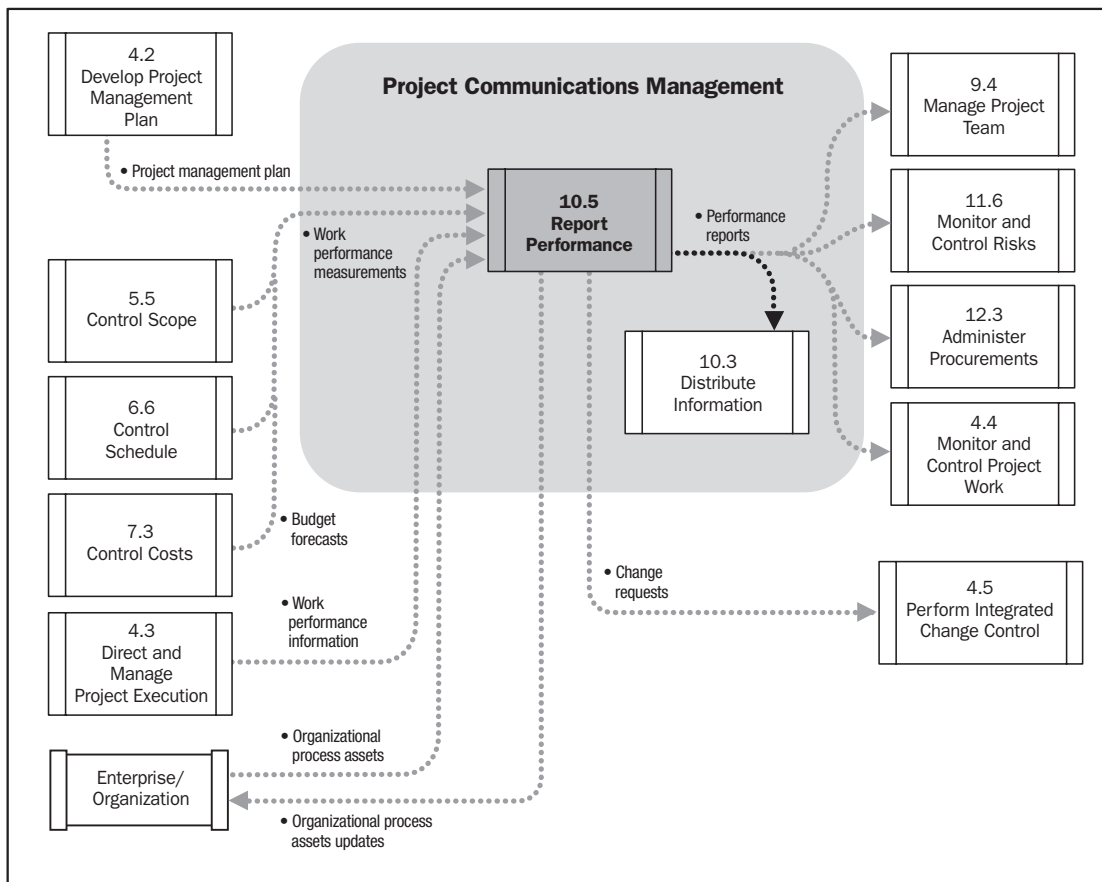 4.2
Develop Project
Management
Plan
Project Communications Management
9.4
Manage Project
Team
• Project management plan
10.5
Report
Performance
• Performance
reports
11.6
Monitor and
Control Risks
• Work
performance
measurements
5.5
Control Scope
12.3
Administer
Procurements
10.3
Distribute
Information
6.6
Control
Schedule
4.4
Monitor and
Control Project
Work
7.3
Control Costs
• Budget
forecasts
• Change
requests
4.5
Perform Integrated
Change Control
• Work
performance
information
4.3
Direct and
Manage
Project Execution
• Organizational
process assets
Enterprise/
Organization
• Organizational process
assets updates